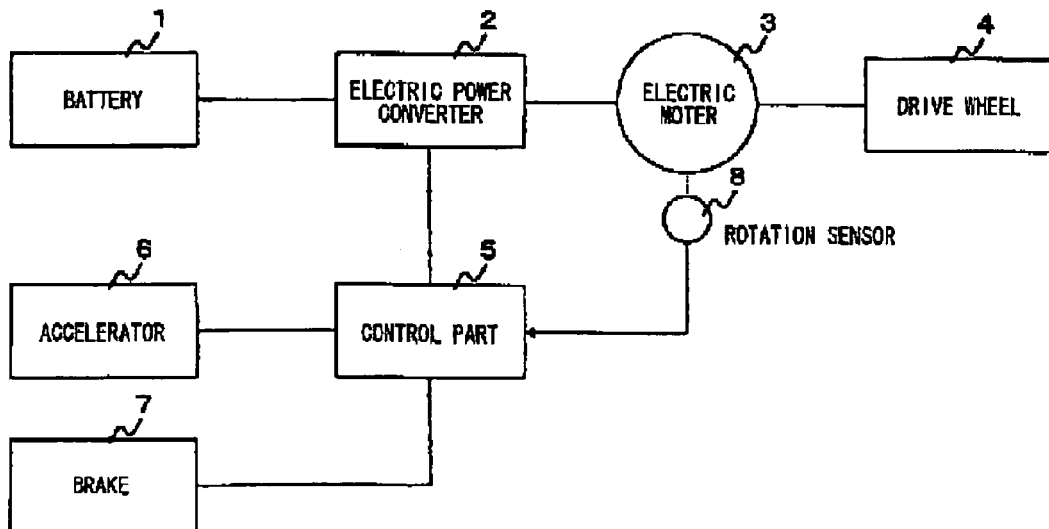 1
2
3
4
BATTERY
ELECTRIC POWER
CONVERTER
ELECTRIC
MOTER
DRIVE WHEEL
8
ROTATION SENSOR
6
5
ACCELERATOR
CONTROL PART
7
BRAKE